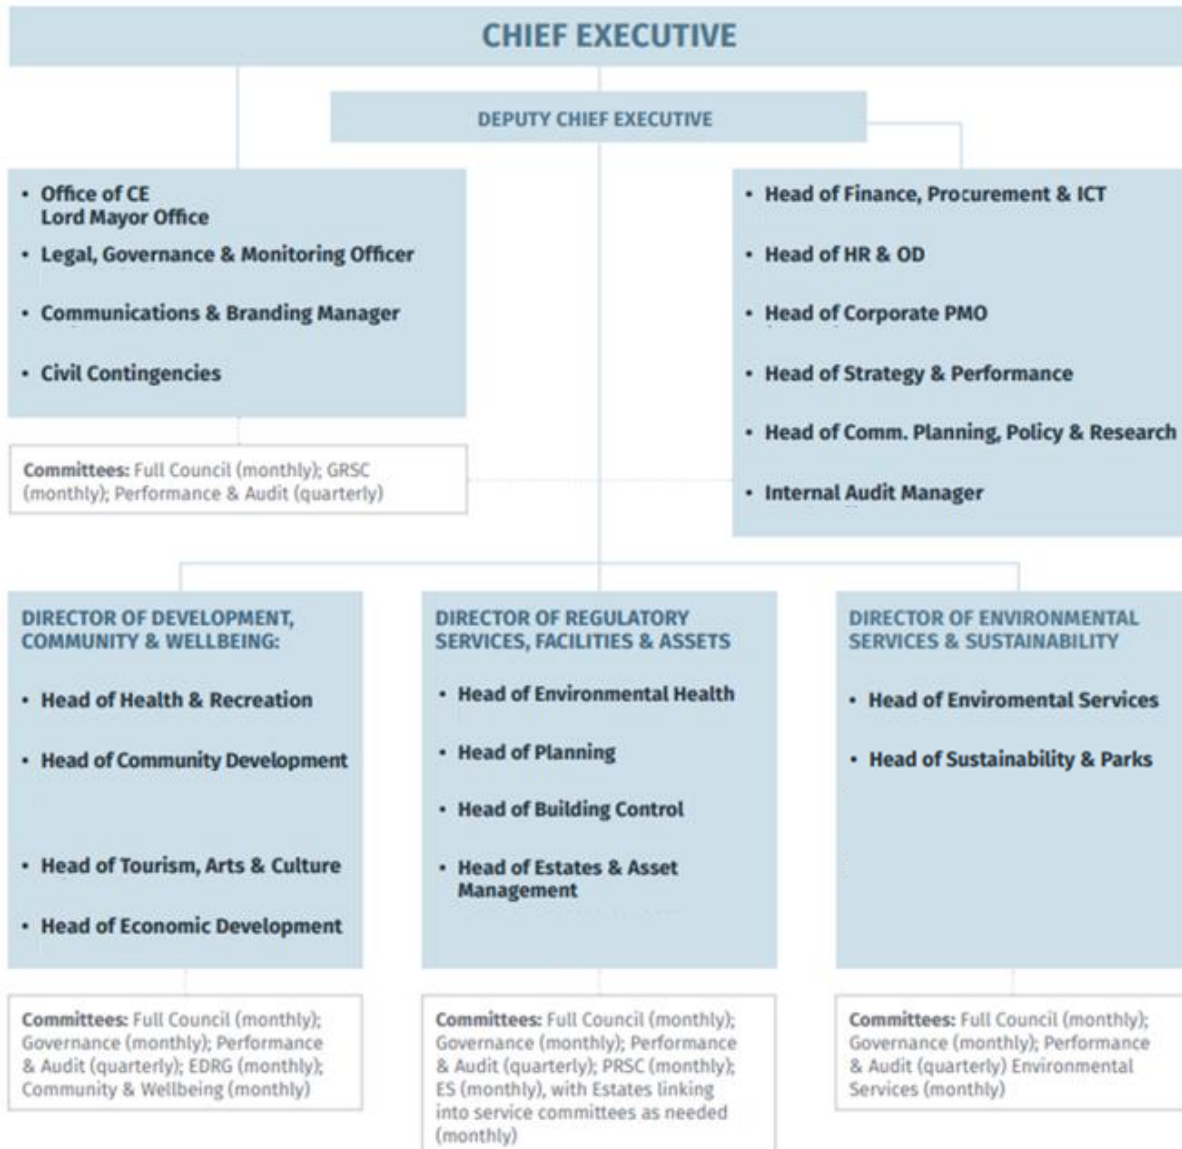 CHIEF EXECUTIVE
DEPUTY CHIEF EXECUTIVE
• Office of CE
Lord Mayor Office
• Legal, Governance & Monitoring Officer
• Communications & Branding Manager
• Civil Contingencies
Committees: Full Council (monthly); GRSC
(monthly); Performance & Audit (quarterly)
• Head of Finance, Procurement & ICT
• Head of HR & OD
• Head of Corporate PMO
• Head of Strategy & Performance
• Head of Comm. Planning, Policy & Research
• Internal Audit Manager
DIRECTOR OF DEVELOPMENT,
COMMUNITY & WELLBEING:
• Head of Health & Recreation
• Head of Community Development
• Head of Tourism, Arts & Culture
• Head of Economic Development
Committees: Full Council (monthly);
Governance (monthly); Performance
& Audit (quarterly); EDRG (monthly);
Community & Wellbeing (monthly)
DIRECTOR OF REGULATORY
SERVICES, FACILITIES & ASSETS
• Head of Environmental Health
• Head of Planning
• Head of Building Control
• Head of Estates & Asset
Management
Committees: Full Council (monthly);
Governance (monthly); Performance
& Audit (quarterly); PRSC (monthly);
ES (monthly), with Estates linking
into service committees as needed
(monthly)
DIRECTOR OF ENVIRONMENTAL
SERVICES & SUSTAINABILITY
• Head of Enviromental Services
• Head of Sustainability & Parks
Committees: Full Council (monthly);
Governance (monthly); Performance
& Audit (quarterly) Environmental
Services (monthly)